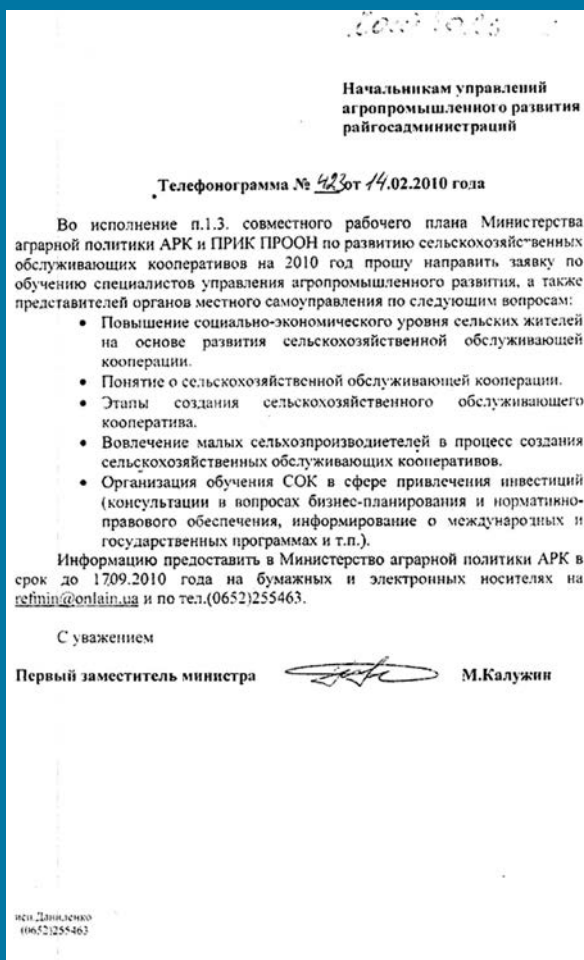 Начальникам управлений
агропромышленного развития
райгосадминистраций
Телефонограмма № 423от 14.02.2010 года
Во исполнение п.1.3. совместного рабочего плана Министерства
аграрной политики АРК и ПРИК ПРООН по развитию сельскохозяйственных
обслуживающих кооперативов на 2010 год прошу направить заявку по
обучению специалистов управления агропромышленного развития, а также
представителей органов местного самоуправления по следующим вопросам:
• Повышение социально-экономического уровня сельских жителей
на основе развития сельскохозяйственной обслуживающей
кооперации.
• Понятие о сельскохозяйственной обслуживающей кооперации.
• Этапы создания сельскохозяйственного обслуживающего
кооператива.
• Вовлечение малых сельхозпроизводиетелей в процесс создания
сельскохозяйственных обслуживающих кооперативов.
• Организация обучения СОК в сфере привлечения инвестиций
(консультации в вопросах бизнес-планирования и нормативно-
правового обеспечения, информирование о международных и
государственных программах и т.п.).
Информацию предоставить в Министерство аграрной политики АРК в
срок до 17.09.2010 года на бумажных и электронных носителях на
refinin@onlain.ua и по тел.(0652)255463.
С уважением
Первый заместитель министра М.Калужин
исп.Даниленко
(0652)255463